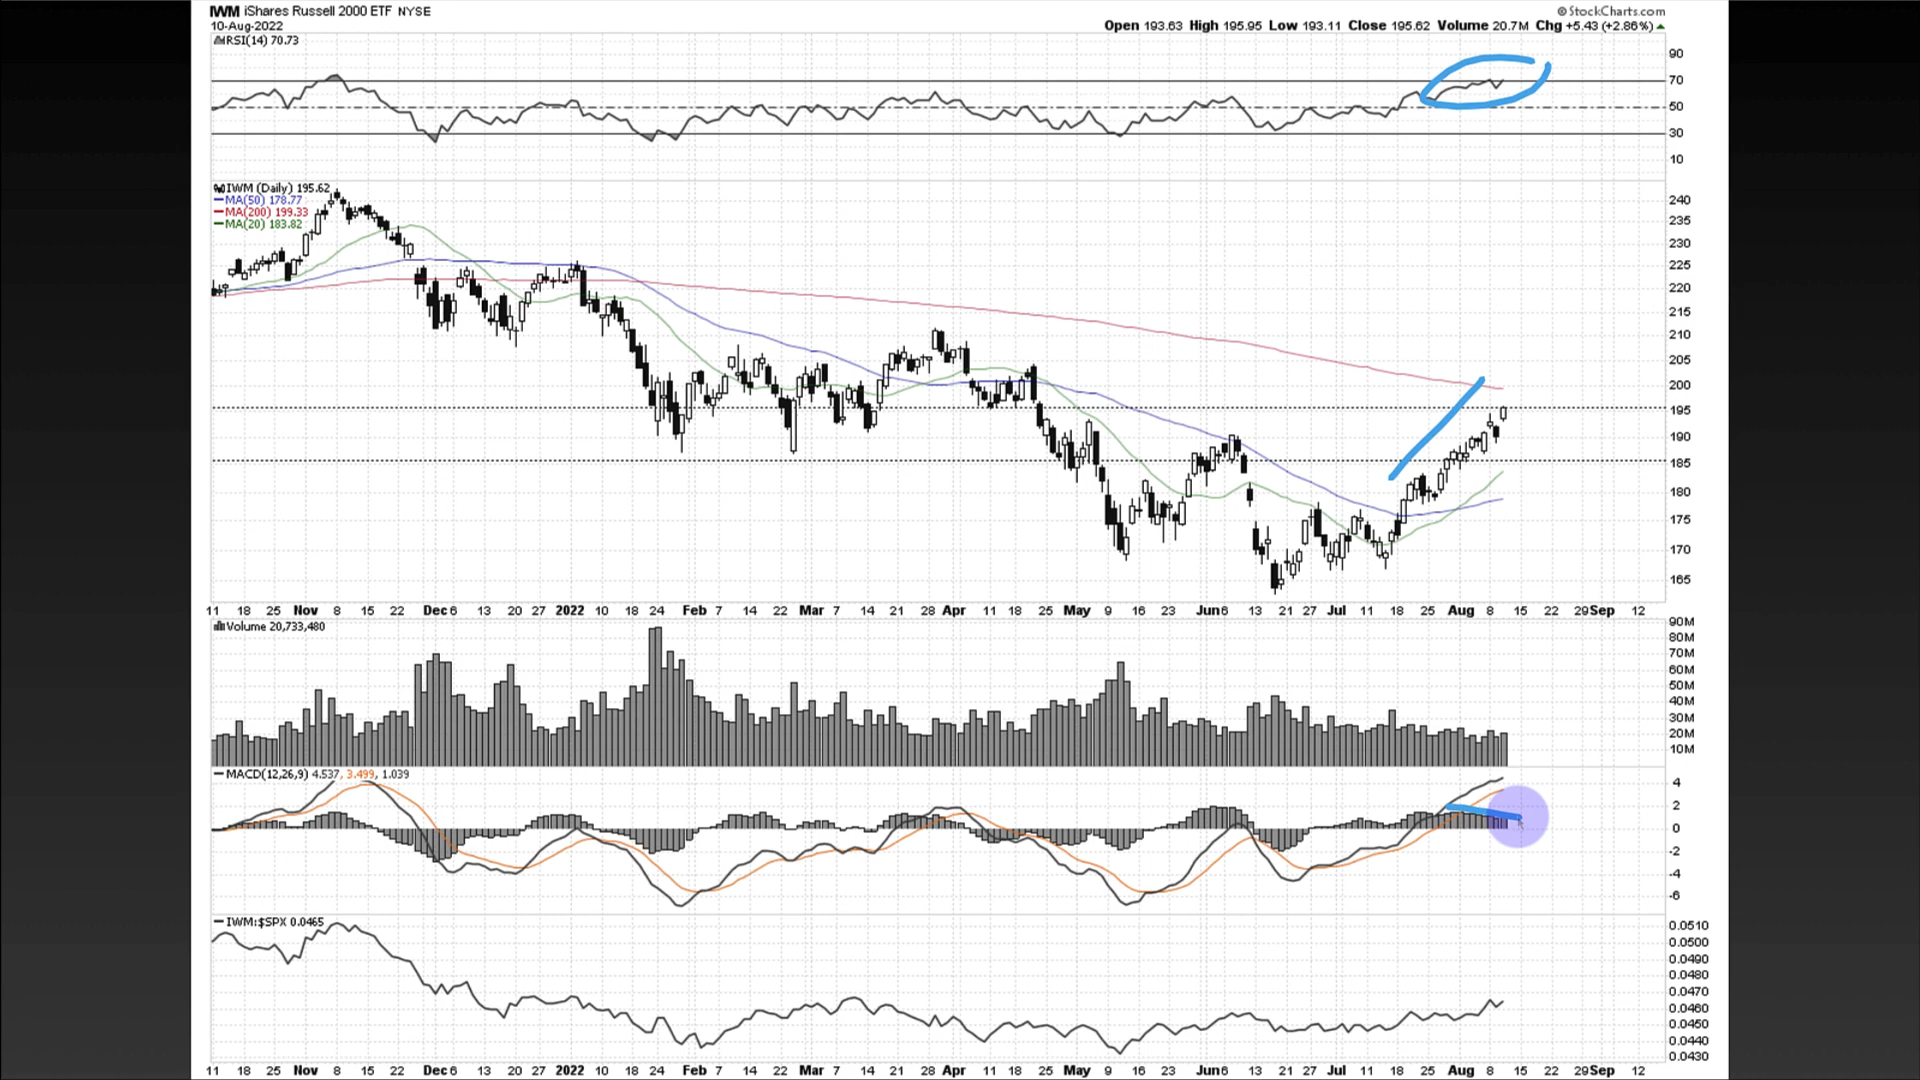 IWM iShares Russell 2000 ETF NYSE
© StockCharts.com
10-Aug-2022
Open 193.63 High 195.95 Low 193.11 Close 195.62 Volume 20.7M Chg +5.43 (+2.86%)
RSI(14) 70.73
90
70
50
30
10
IWM (Daily) 195.62
MA(50) 178.77
MA(200) 199.33
MA(20) 183.82
240
235
230
225
220
215
210
205
200
195
190
185
180
175
170
165
11 18 25 Nov 8 15 22 Dec 6 13 20 27 2022 10 18 24 Feb 7 14 22 Mar 7 14 21 28 Apr 11 18 25 May 9 16 23 Jun 6 13 21 27 Jul 11 18 25 Aug 8 15 22 29 Sep 12
Volume 20,733,480
90M
80M
70M
60M
50M
40M
30M
20M
10M
MACD(12,26,9) 4.537, 3.499, 1.039
4
2
0
-2
-4
-6
IWM:$SPX 0.0465
0.0510
0.0500
0.0490
0.0480
0.0470
0.0460
0.0450
0.0440
0.0430
11 18 25 Nov 8 15 22 Dec 6 13 20 27 2022 10 18 24 Feb 7 14 22 Mar 7 14 21 28 Apr 11 18 25 May 9 16 23 Jun 6 13 21 27 Jul 11 18 25 Aug 8 15 22 29 Sep 12